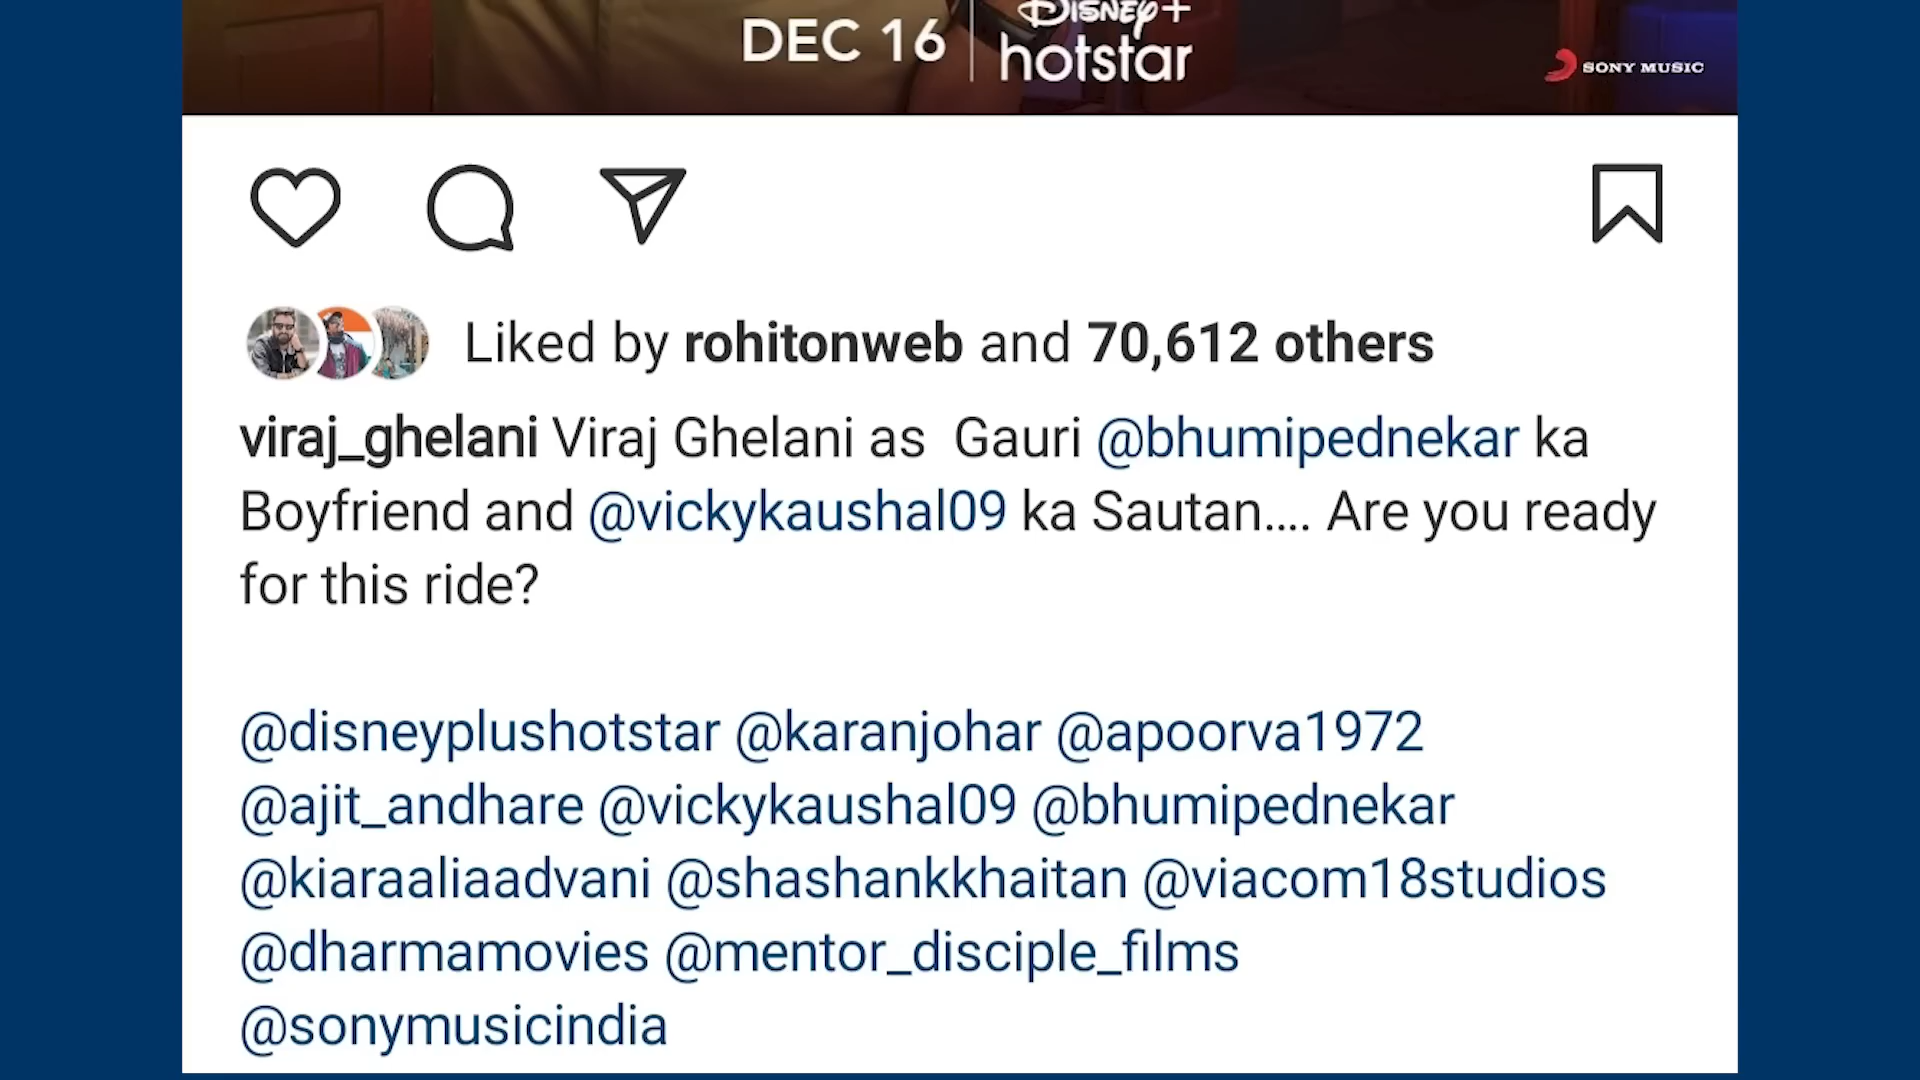 DEC 16
DISNEY+
hotstar
SONY MUSIC
Liked by rohitonweb and 70,612 others
viraj_ghelani Viraj Ghelani as  Gauri @bhumipednekar ka
Boyfriend and @vickykaushal09 ka Sautan.... Are you ready
for this ride?
@disneyplushotstar @karanjohar @apoorva1972
@ajit_andhare @vickykaushal09 @bhumipednekar
@kiaraaliaadvani @shashankkhaitan @viacom18studios
@dharmamovies @mentor_disciple_films
@sonymusicindia